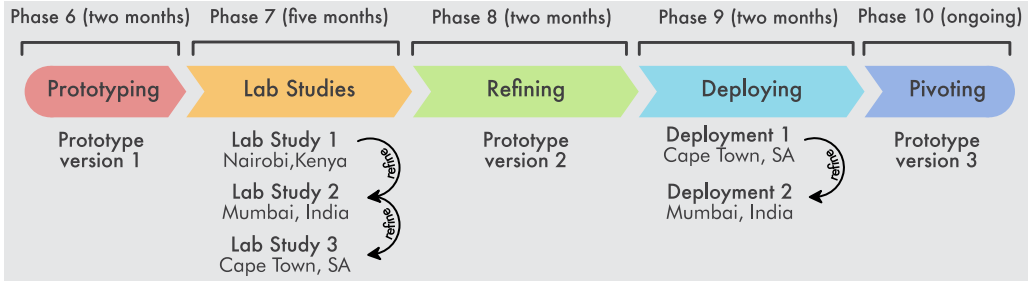 Phase 6 (two months)
Phase 7 (five months)
Phase 8 (two months)
Phase 9 (two months)
Phase 10 (ongoing)
Prototyping
Lab Studies
Refining
Deploying
Pivoting
Prototype
version 1
Lab Study 1
Nairobi,Kenya
refine
Lab Study 2
Mumbai, India
refine
Lab Study 3
Cape Town, SA
Prototype
version 2
Deployment 1
Cape Town, SA
refine
Deployment 2
Mumbai, India
Prototype
version 3